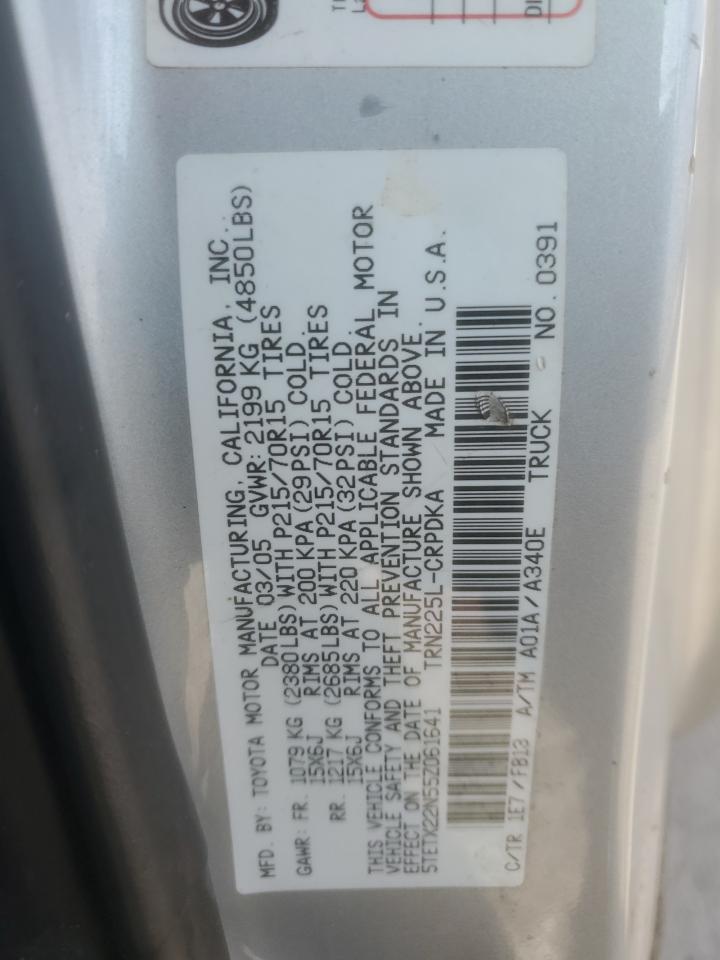 MFD. BY: TOYOTA MOTOR MANUFACTURING, CALIFORNIA, INC.
DATE 03/05 GVWR: 2199 KG (4850LBS)
GAWR: FR. 1079 KG (2380LBS) WITH P215/70R15 TIRES
15X6J RIMS AT 200 KPA (29PSI) COLD.
RR. 1217 KG (2685LBS) WITH P215/70R15 TIRES
15X6J RIMS AT 220 KPA (32PSI) COLD
THIS VEHICLE CONFORMS TO ALL APPLICABLE FEDERAL MOTOR
VEHICLE SAFETY AND THEFT PREVENTION STANDARDS IN
EFFECT ON THE DATE OF MANUFACTURE SHOWN ABOVE.
5TETX22N55Z061641 TRN225L-CRPDKA MADE IN U.S.A.
C/TR 1E7/FB13 A/TM A01A/A340E TRUCK NO. 0391